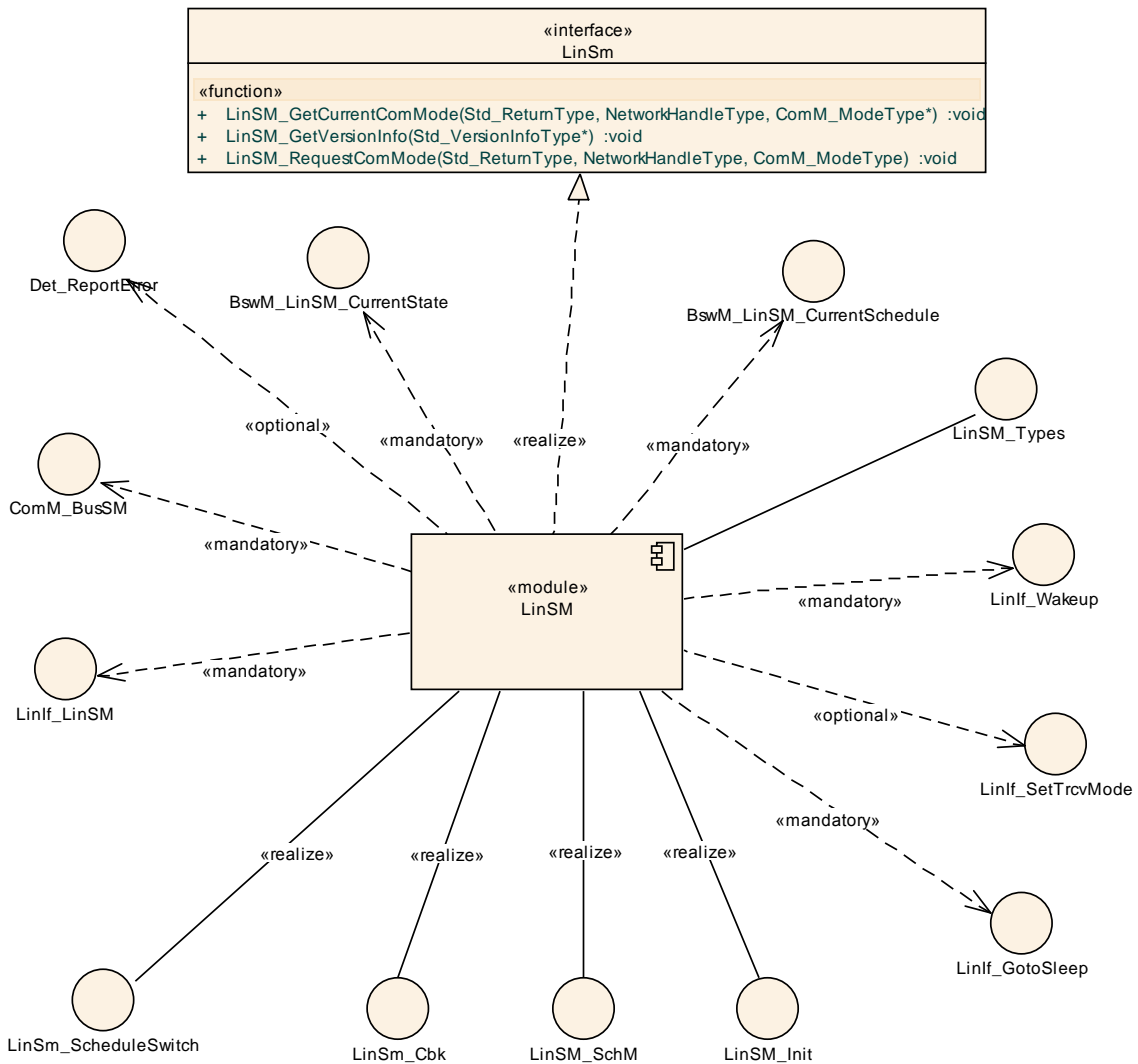 «interface»
LinSm
«function»
+ LinSM_GetCurrentComMode(Std_ReturnType, NetworkHandleType, ComM_ModeType*) :void
+ LinSM_GetVersionInfo(Std_VersionInfoType*) :void
+ LinSM_RequestComMode(Std_ReturnType, NetworkHandleType, ComM_ModeType) :void
Det_ReportError
BswM_LinSM_CurrentState
BswM_LinSM_CurrentSchedule
«optional»
«mandatory»
«realize»
«mandatory»
LinSM_Types
ComM_BusSM
«mandatory»
«module»
LinSM
«mandatory»
LinIf_Wakeup
«mandatory»
LinIf_LinSM
«optional»
LinIf_SetTrcvMode
«mandatory»
«realize»
«realize»
«realize»
«realize»
LinIf_GotoSleep
LinSm_ScheduleSwitch
LinSm_Cbk
LinSM_SchM
LinSM_Init